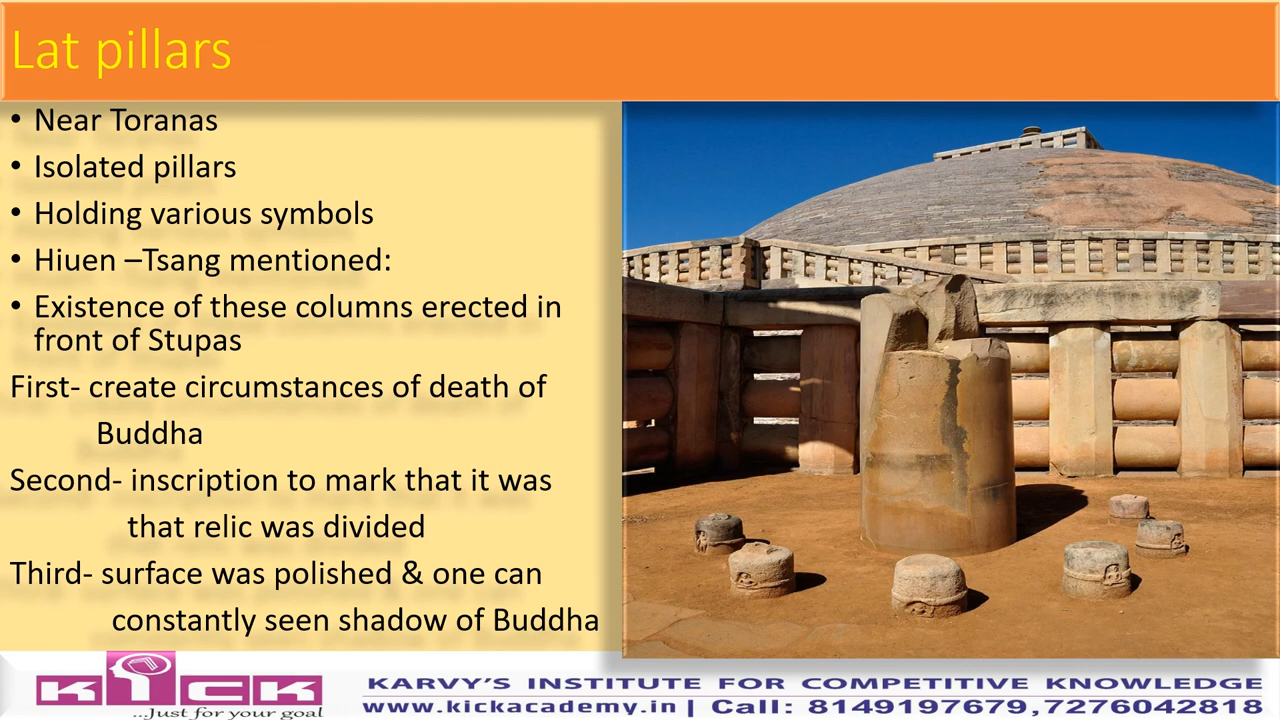 Lat pillars
• Near Toranas
• Isolated pillars
• Holding various symbols
• Hiuen –Tsang mentioned:
• Existence of these columns erected in
front of Stupas
First- create circumstances of death of
Buddha
Second- inscription to mark that it was
that relic was divided
Third- surface was polished & one can
constantly seen shadow of Buddha
KICK
...Just for your goal
KARVY'S INSTITUTE FOR COMPETITIVE KNOWLEDGE
www.kickacademy.in | Call: 8149197679,7276042818